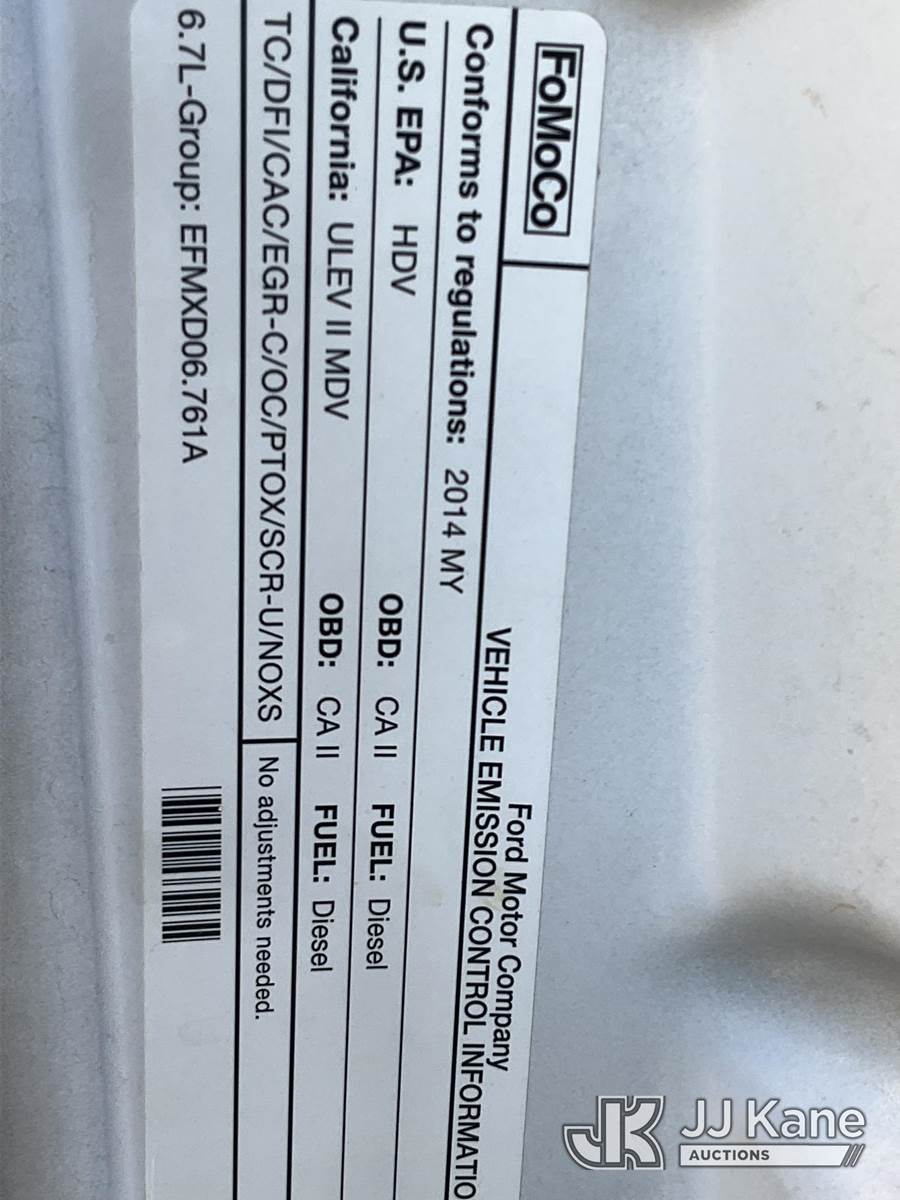 FoMoCo
Ford Motor Company
VEHICLE EMISSION CONTROL INFORMATIO
Conforms to regulations: 2014 MY
U.S. EPA: HDV OBD: CA II FUEL: Diesel
California: ULEV II MDV OBD: CA II FUEL: Diesel
TC/DFI/CAC/EGR-C/OC/PTOX/SCR-U/NOXS No adjustments needed.
6.7L-Group: EFMXD06.761A
JK JJ Kane
AUCTIONS